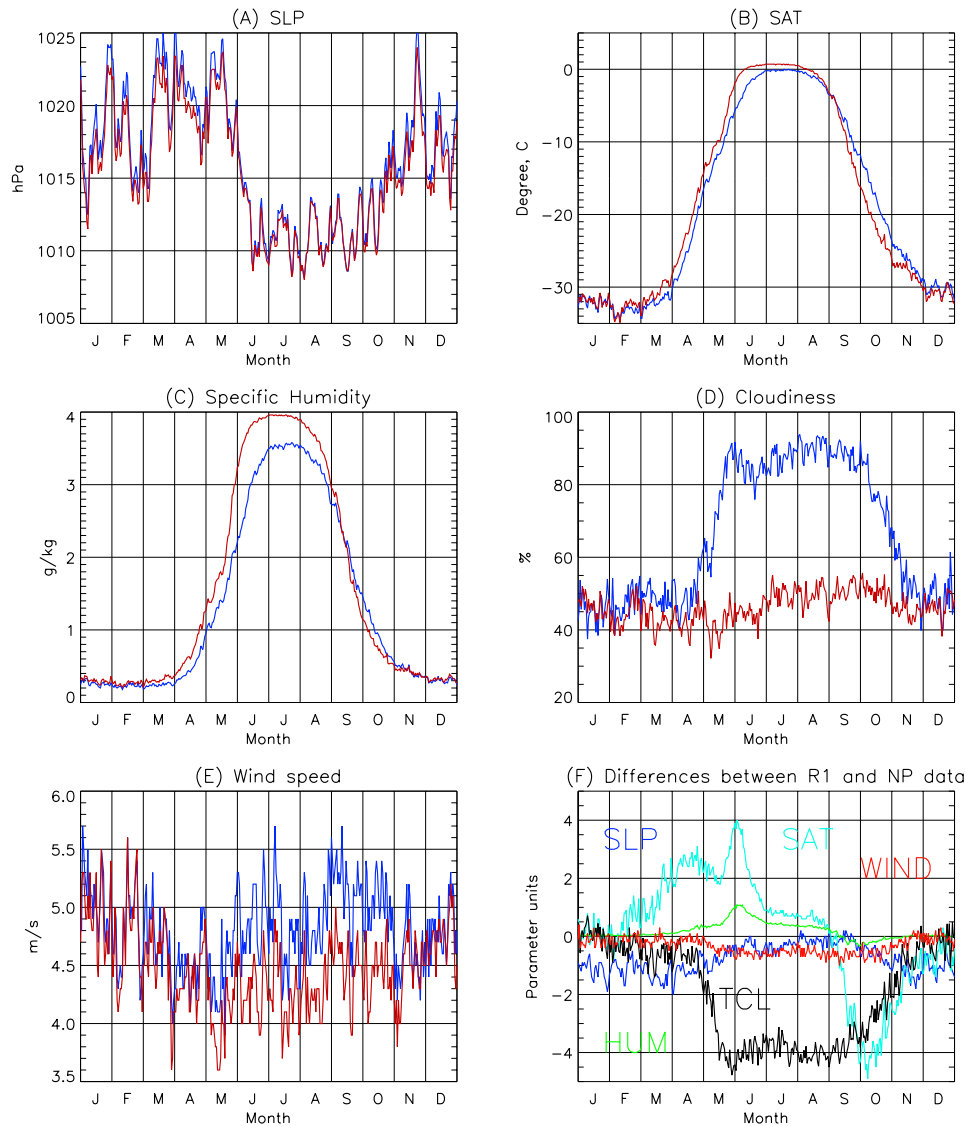 (A) SLP
1025
1020
1015
1010
1005
hPa
J F M A M J J A S O N D
Month
(B) SAT
0
−10
−20
−30
Degree, C
J F M A M J J A S O N D
Month
(C) Specific Humidity
4
3
2
1
0
g/kg
J F M A M J J A S O N D
Month
(D) Cloudiness
100
80
60
40
20
%
J F M A M J J A S O N D
Month
(E) Wind speed
6.0
5.5
5.0
4.5
4.0
3.5
m/s
J F M A M J J A S O N D
Month
(F) Differences between R1 and NP data
4
2
0
−2
−4
Parameter units
SLP
SAT
WIND
TCL
HUM
J F M A M J J A S O N D
Month